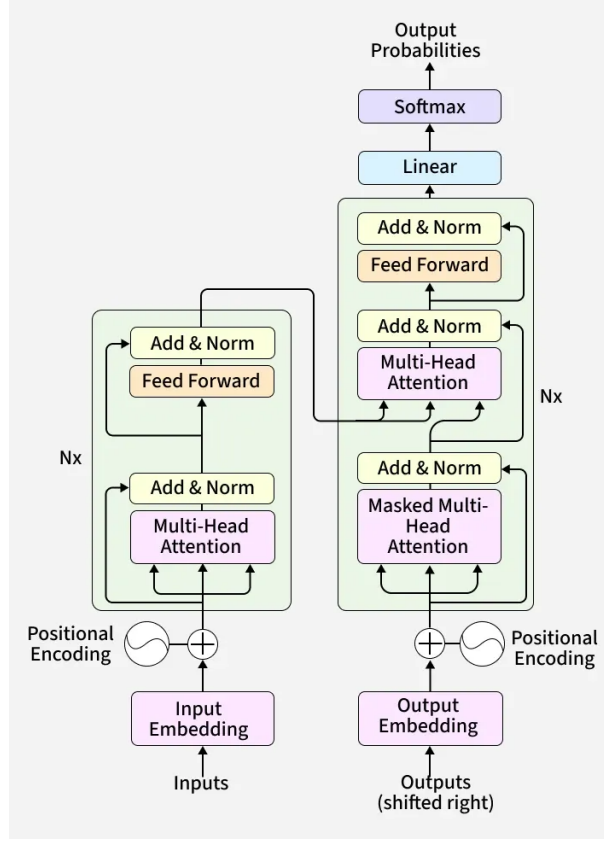 Output
Probabilities
Softmax
Linear
Add & Norm
Feed Forward
Add & Norm
Multi-Head
Attention
Nx
Add & Norm
Masked Multi-
Head
Attention
Add & Norm
Feed Forward
Nx
Add & Norm
Multi-Head
Attention
Positional
Encoding
Positional
Encoding
Input
Embedding
Output
Embedding
Inputs
Outputs
(shifted right)